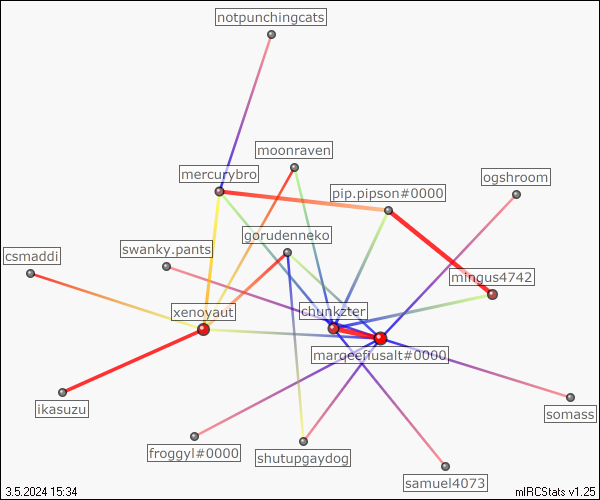 notpunchingcats
moonraven
mercurybro
ogshroom
pip.pipson#0000
gorudenneko
swanky.pants
csmaddi
mingus4742
xenoyaut
chunkzter
margeefiusalt#0000
ikasuzu
somass
froggyl#0000
shutupgaydog
samuel4073
3.5.2024 15:34
mIRCStats v1.25